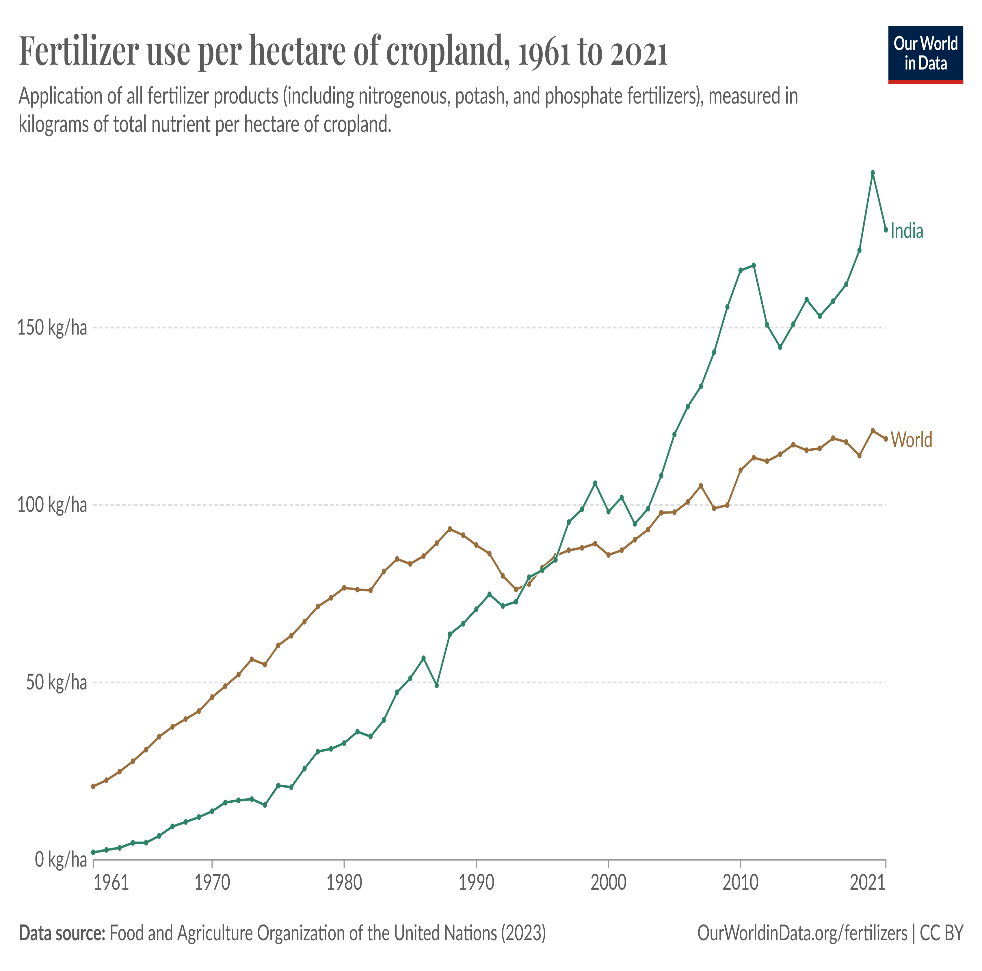 Fertilizer use per hectare of cropland, 1961 to 2021
Our World
in Data
Application of all fertilizer products (including nitrogenous, potash, and phosphate fertilizers), measured in
kilograms of total nutrient per hectare of cropland.
India
150 kg/ha
World
100 kg/ha
50 kg/ha
0 kg/ha
1961 1970 1980 1990 2000 2010 2021
Data source: Food and Agriculture Organization of the United Nations (2023)
OurWorldinData.org/fertilizers | CC BY